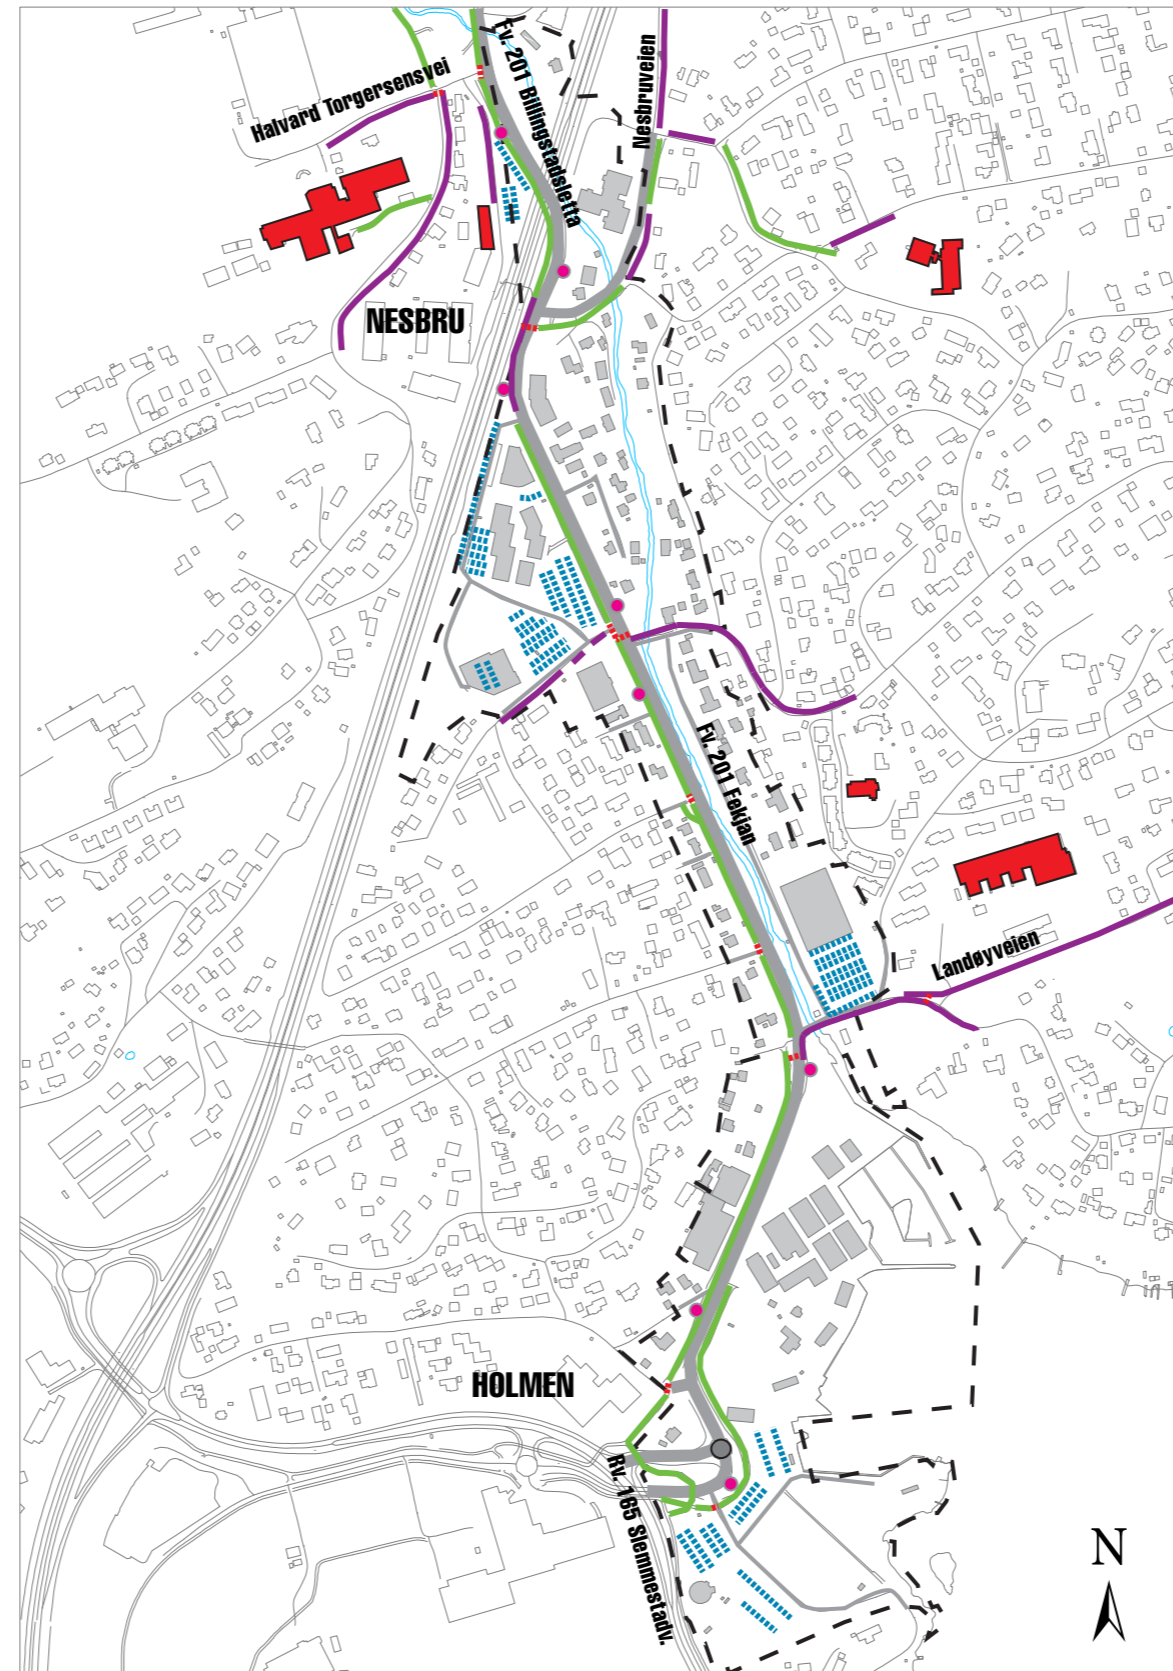 Halvard Torgersensvei
Fv. 201 Billingstadsletta
Nesbruveien
NESBRU
Fv. 201 Fekjan
Landøyveien
HOLMEN
Rv. 165 Slemmestadv.
N